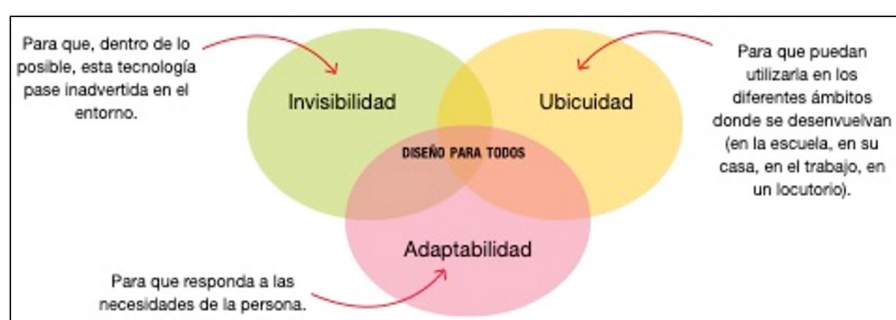 Para que, dentro de lo
posible, esta tecnología
pase inadvertida en el
entorno.
Invisibilidad
Ubicuidad
Para que puedan
utilizarla en los
diferentes ámbitos
donde se desenvuelvan
(en la escuela, en su
casa, en el trabajo, en
un locutorio).
DISEÑO PARA TODOS
Adaptabilidad
Para que responda a las
necesidades de la persona.